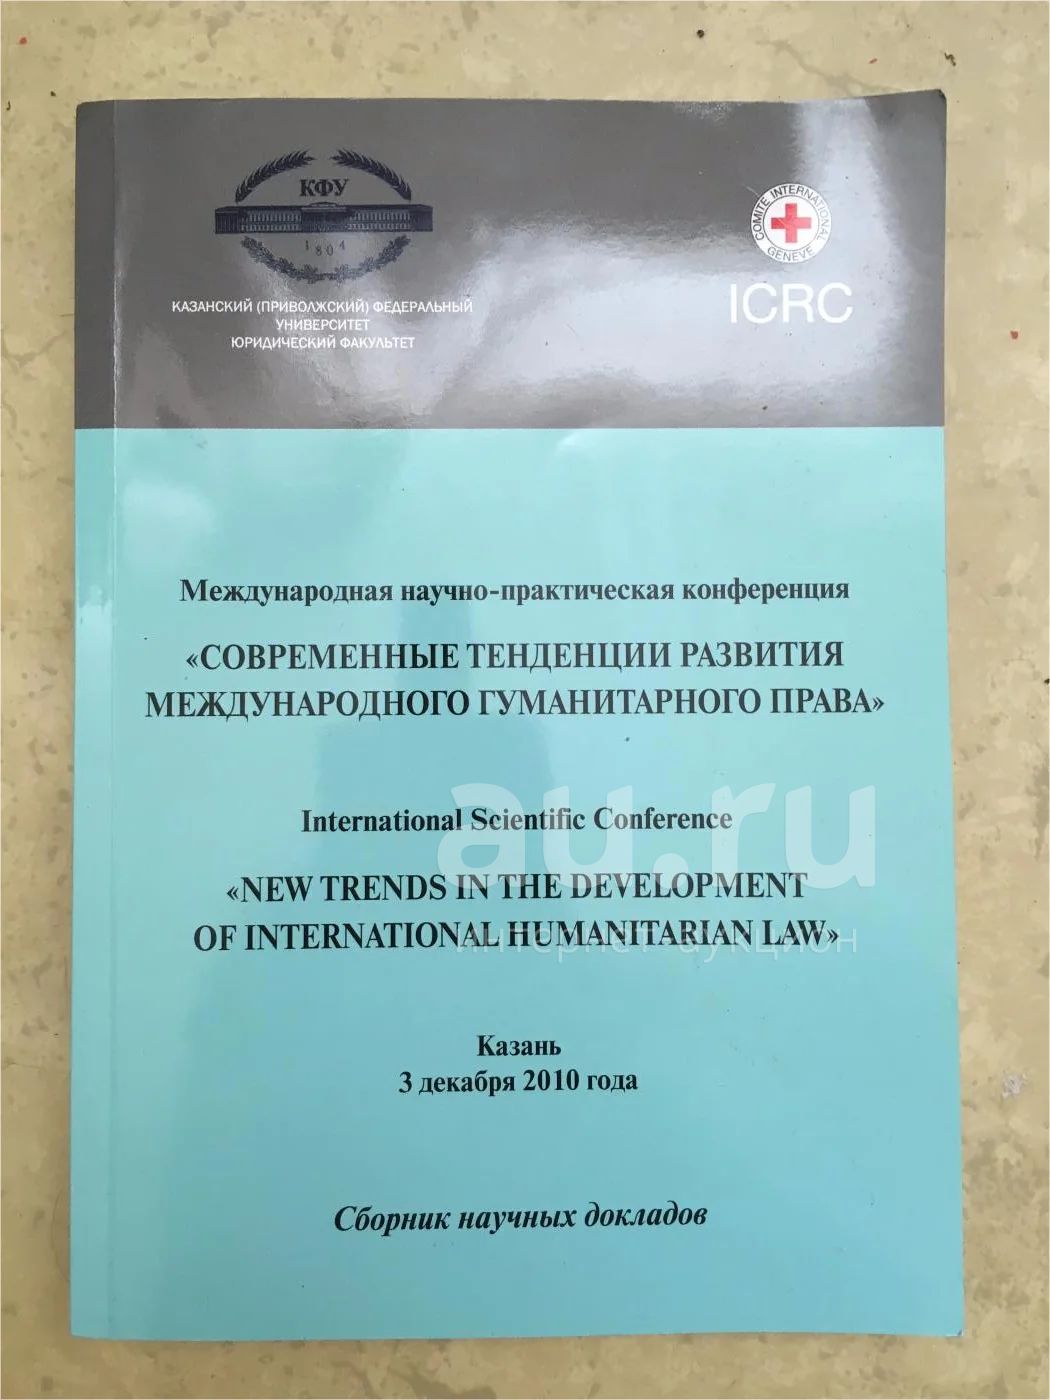 КФУ
1804
КАЗАНСКИЙ (ПРИВОЛЖСКИЙ) ФЕДЕРАЛЬНЫЙ
УНИВЕРСИТЕТ
ЮРИДИЧЕСКИЙ ФАКУЛЬТЕТ
COMITE INTERNATIONAL
GENEVE
ICRC
Международная научно-практическая конференция
«СОВРЕМЕННЫЕ ТЕНДЕНЦИИ РАЗВИТИЯ
МЕЖДУНАРОДНОГО ГУМАНИТАРНОГО ПРАВА»
International Scientific Conference
«NEW TRENDS IN THE DEVELOPMENT
OF INTERNATIONAL HUMANITARIAN LAW»
au.ru
интернет-аукцион
Казань
3 декабря 2010 года
Сборник научных докладов